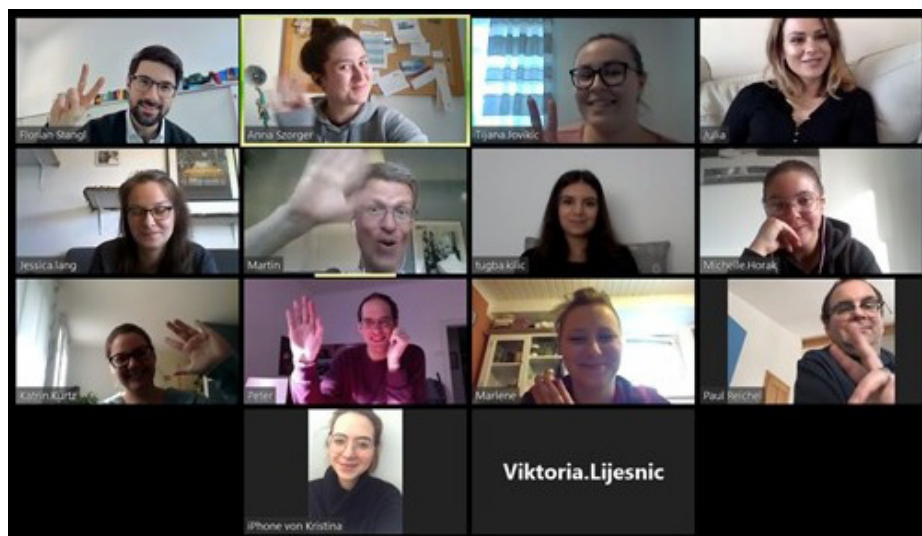 Florian Stangl
Anna Szorger
Tijana.Jovikic
Julia
Jessica.lang
Martin
tugba.kilic
Michelle.Horak
Katrin.Kurtz
Peter
Marlene
Paul Reichel
iPhone von Kristina
Viktoria.Lijesnic